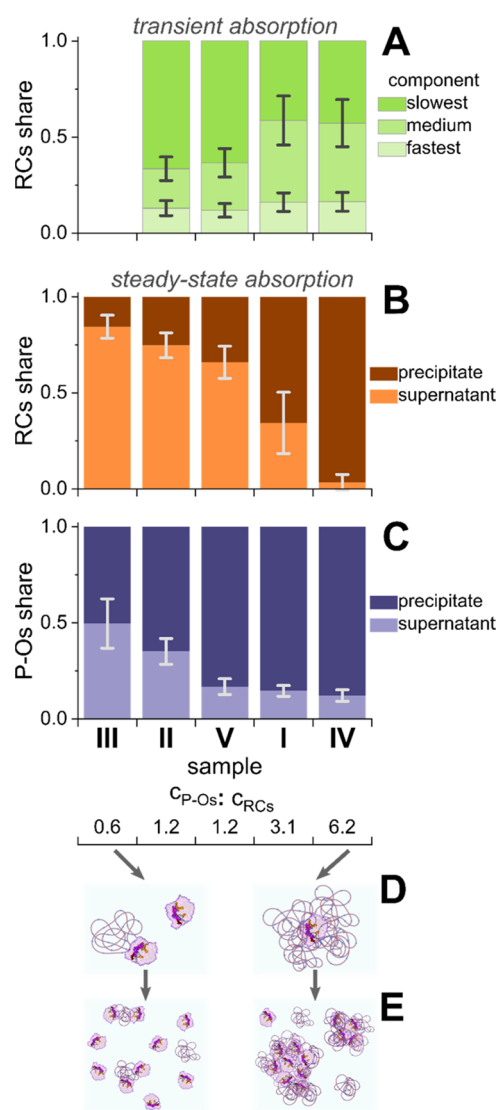 transient absorption
A
1.0
0.5
0.0
RCs share
component
slowest
medium
fastest
steady-state absorption
B
1.0
0.5
0.0
RCs share
precipitate
supernatant
C
1.0
0.5
0.0
P-Os share
precipitate
supernatant
III II V I IV
sample
cP-Os: cRCs
0.6 1.2 1.2 3.1 6.2
D
E